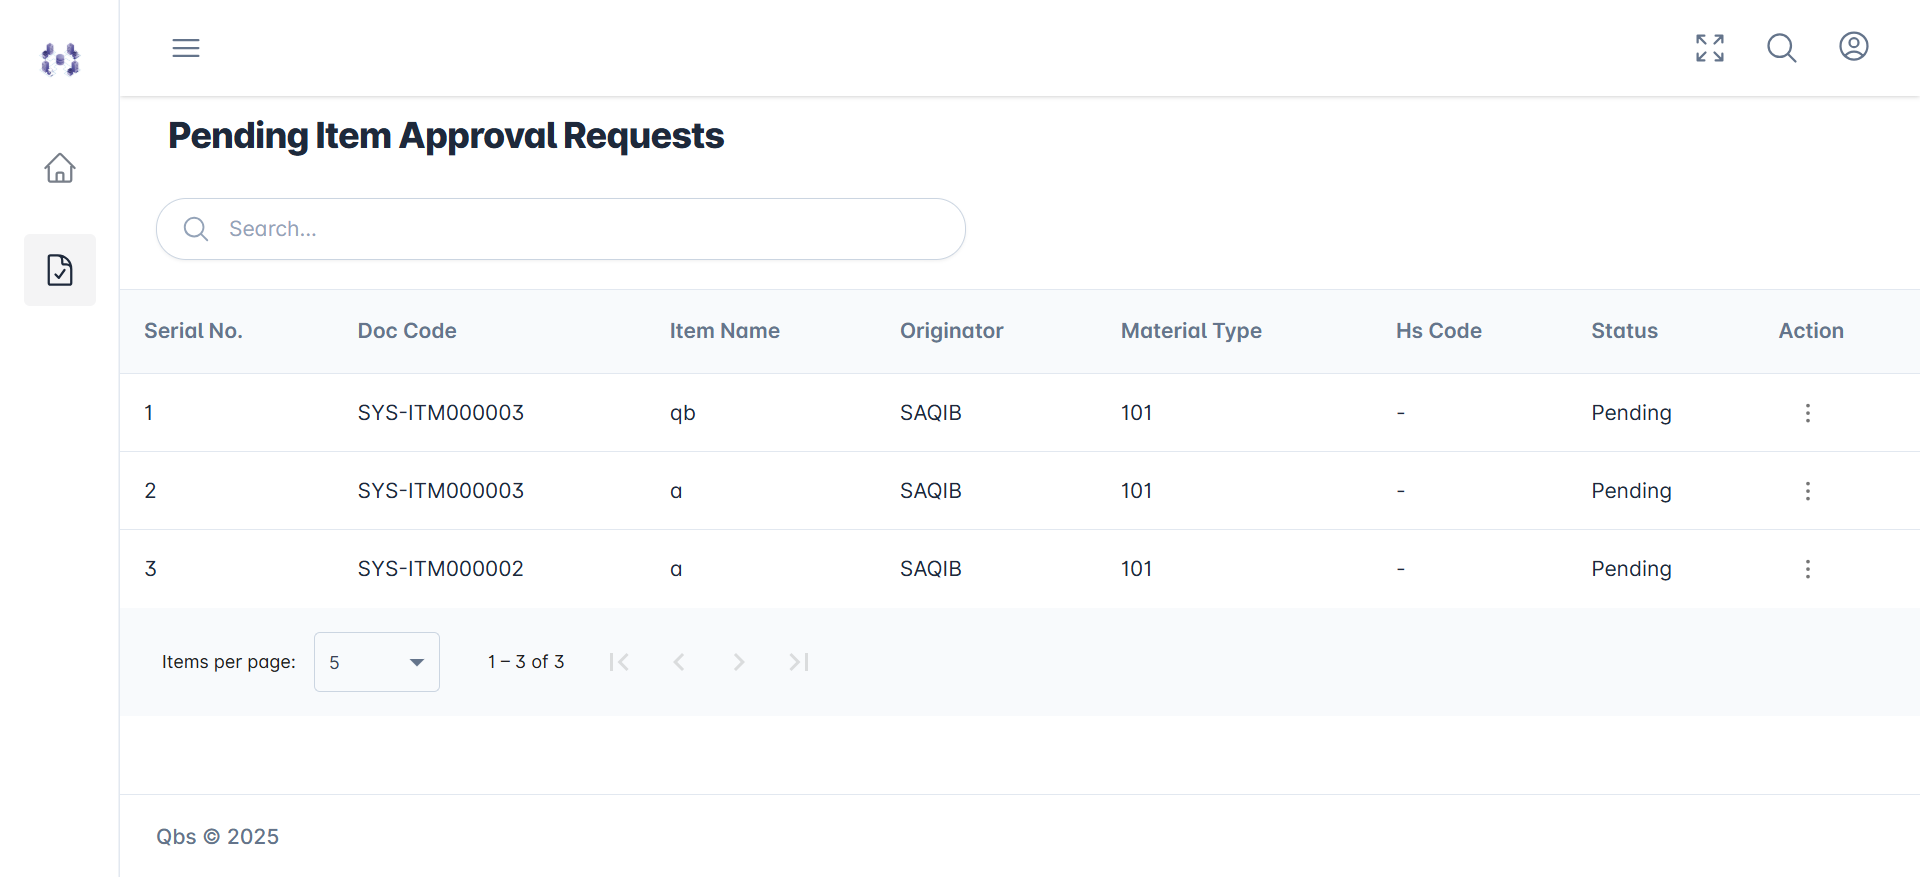 Pending Item Approval Requests
Search...
Serial No. Doc Code Item Name Originator Material Type Hs Code Status Action
1 SYS-ITM000003 qb SAQIB 101 - Pending
2 SYS-ITM000003 a SAQIB 101 - Pending
3 SYS-ITM000002 a SAQIB 101 - Pending
Items per page: 5 1 – 3 of 3
Qbs © 2025